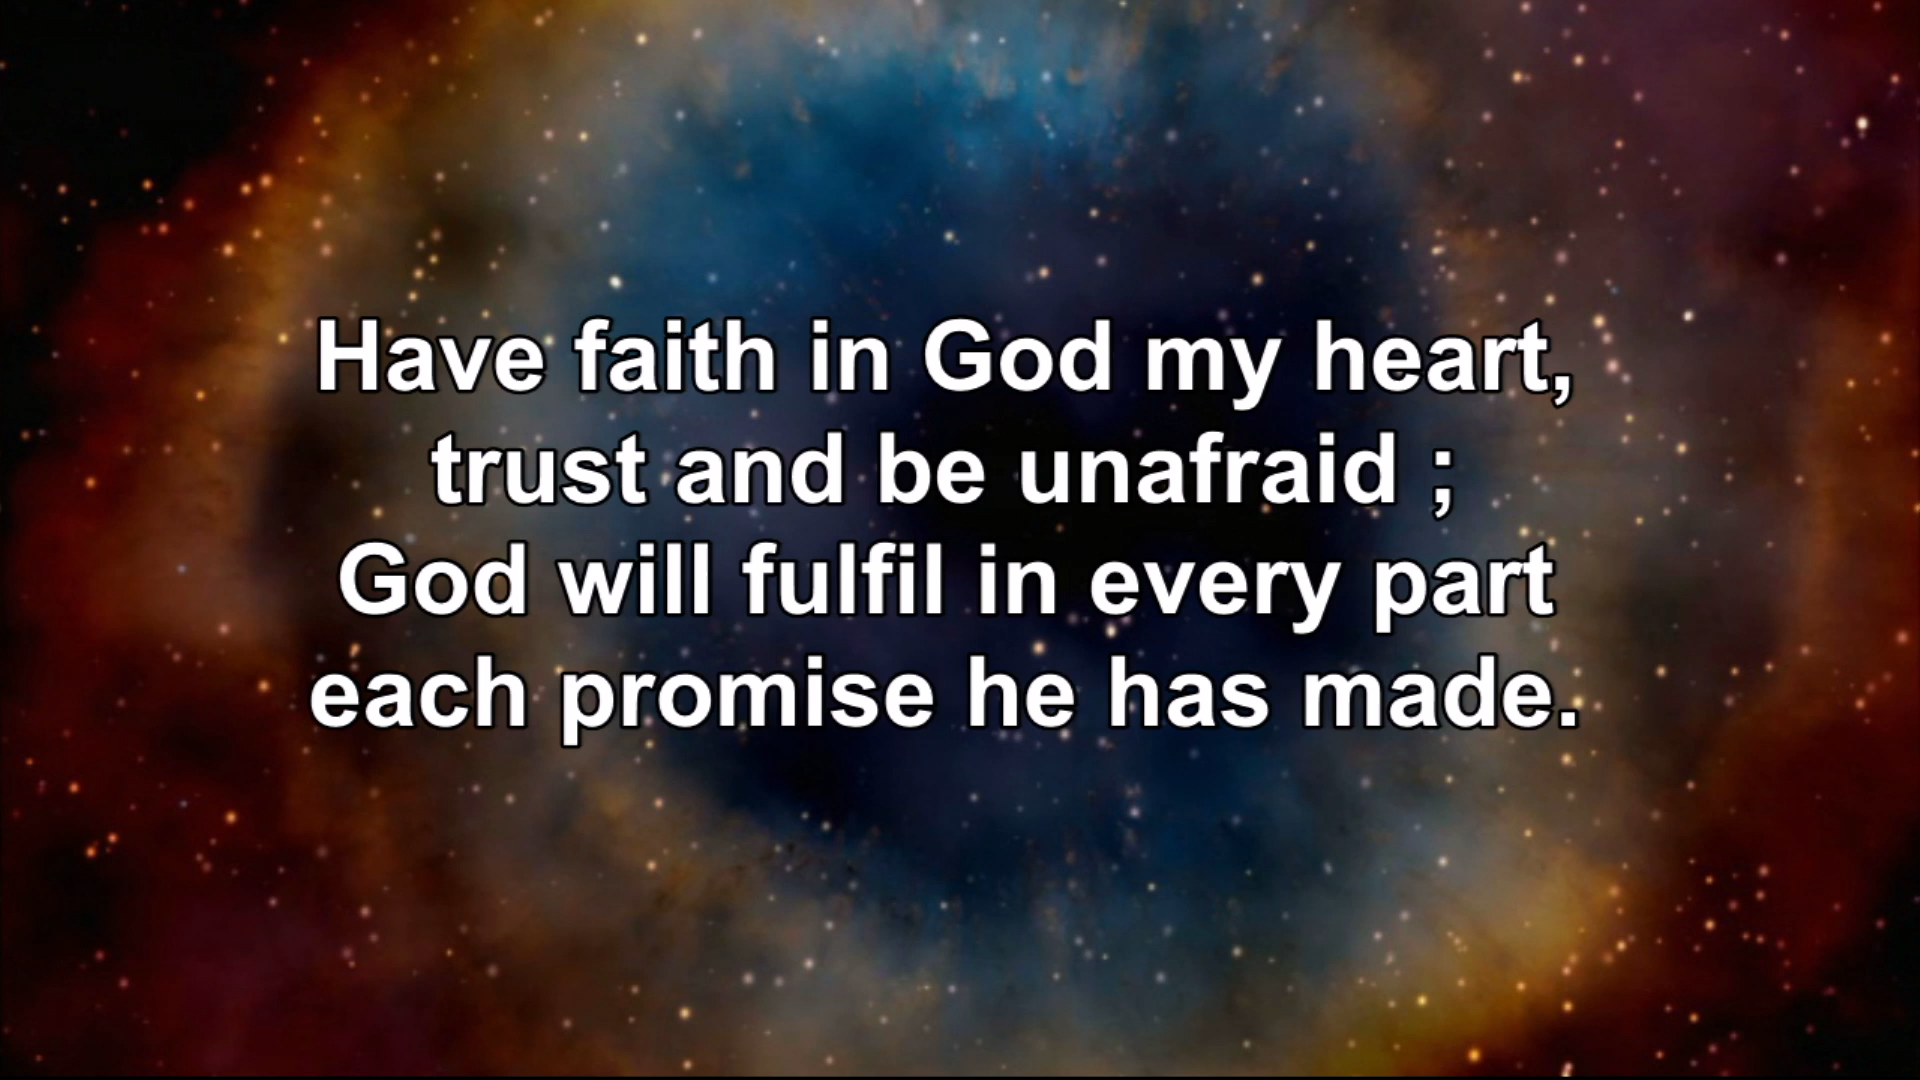 Have faith in God my heart,
trust and be unafraid ;
God will fulfil in every part
each promise he has made.